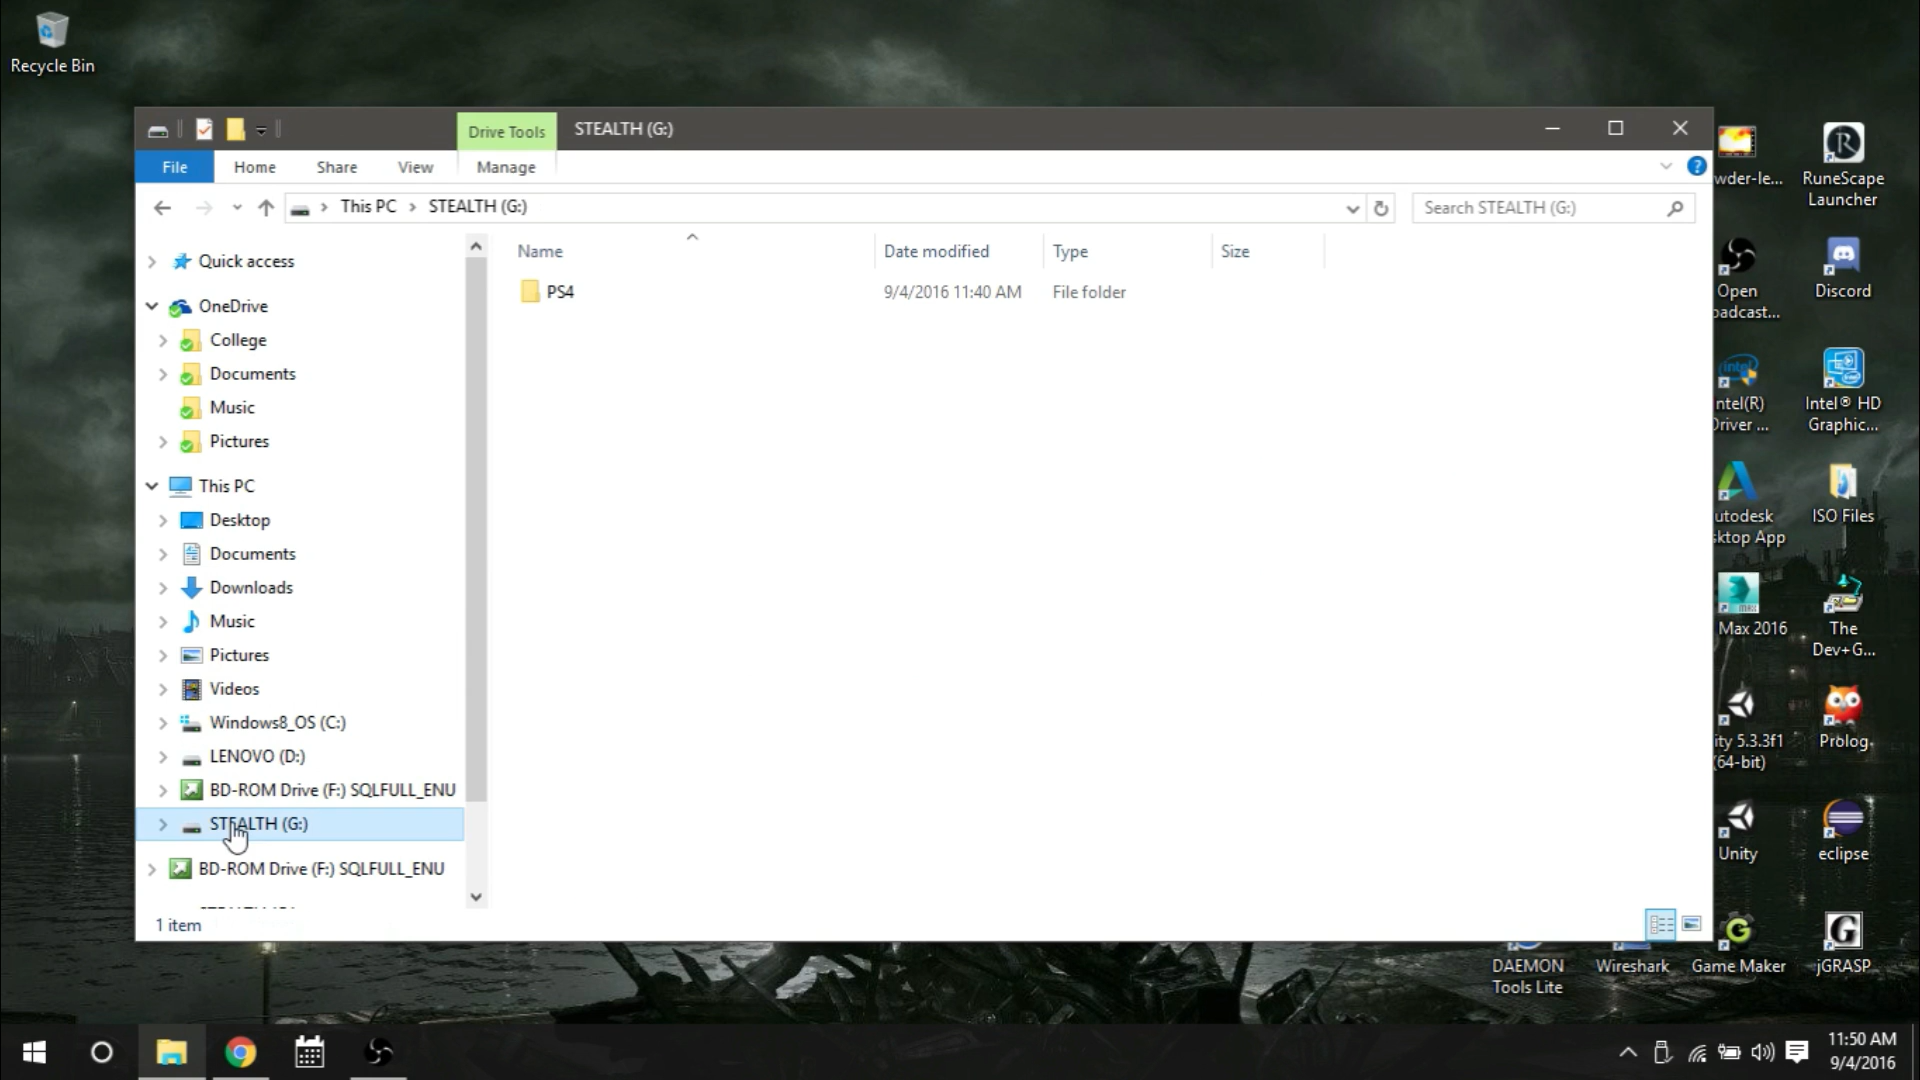 Recycle Bin
Drive Tools
STEALTH (G:)
File
Home
Share
View
Manage
This PC
STEALTH (G:)
Search STEALTH (G:)
Quick access
OneDrive
College
Documents
Music
Pictures
This PC
Desktop
Documents
Downloads
Music
Pictures
Videos
Windows8_OS (C:)
LENOVO (D:)
BD-ROM Drive (F:) SQLFULL_ENU
STEALTH (G:)
BD-ROM Drive (F:) SQLFULL_ENU
1 item
Name
Date modified
Type
Size
PS4
9/4/2016 11:40 AM
File folder
wder-le...
RuneScape
Launcher
Open
oadcast...
Discord
ntel(R)
Driver ...
Intel® HD
Graphic...
utodesk
sktop App
ISO Files
Max 2016
The
Dev+G...
ity 5.3.3f1
(64-bit)
Prolog
Unity
eclipse
DAEMON
Tools Lite
Wireshark
Game Maker
jGRASP
11:50 AM
9/4/2016